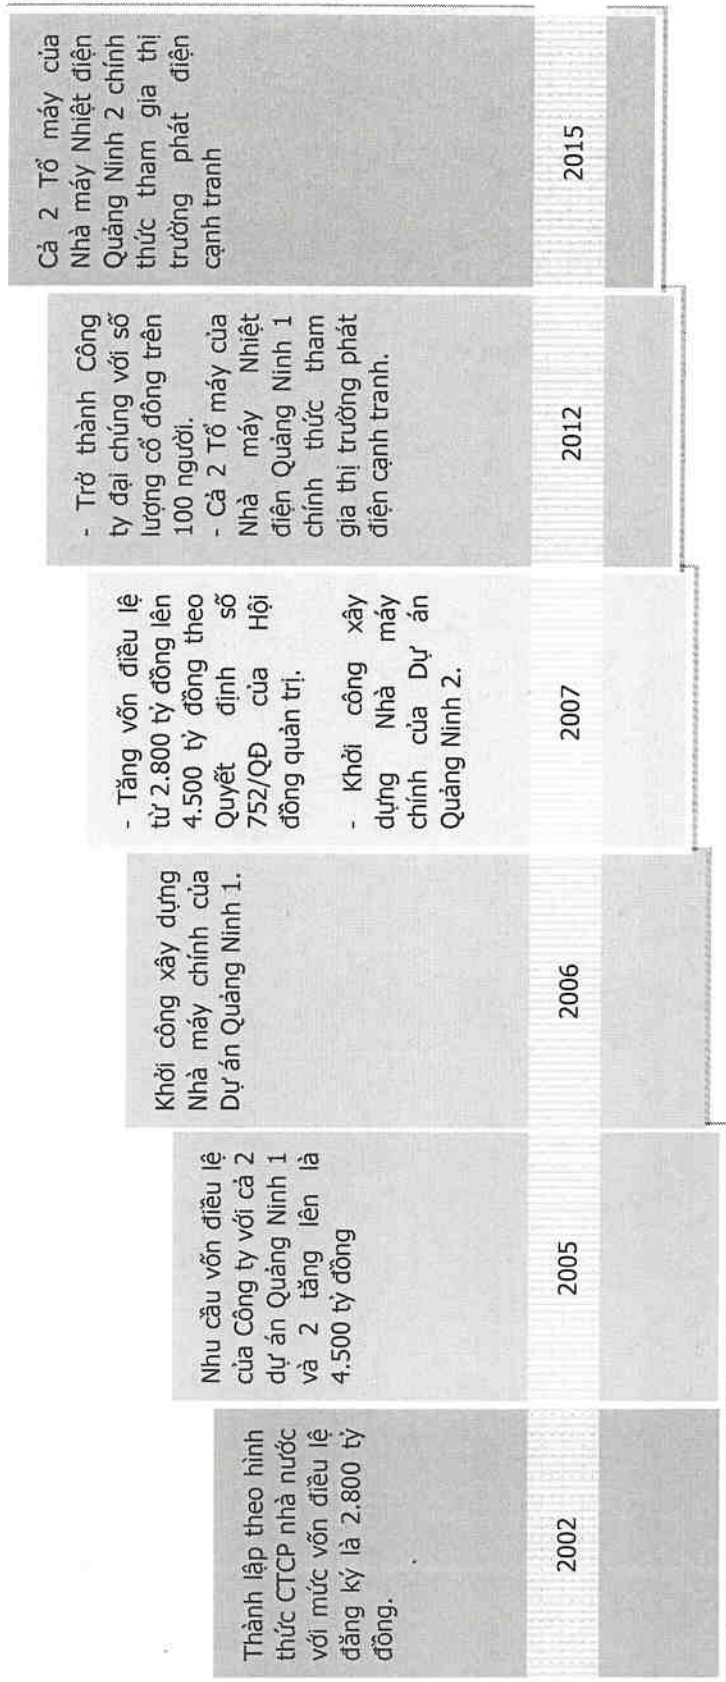 Thành lập theo hình
thức CTCP nhà nước
với mức vốn điều lệ
đăng ký là 2.800 tỷ
đồng.
2002
Nhu cầu vốn điều lệ
của Công ty với cả 2
dự án Quảng Ninh 1
và 2 tăng lên là
4.500 tỷ đồng
2005
Khởi công xây dựng
Nhà máy chính của
Dự án Quảng Ninh 1.
2006
- Tăng vốn điều lệ
từ 2.800 tỷ đồng lên
4.500 tỷ đồng theo
Quyết định số
752/QĐ của Hội
đồng quản trị.
- Khởi công xây
dựng Nhà máy
chính của Dự án
Quảng Ninh 2.
2007
- Trở thành Công
ty đại chúng với số
lượng cổ đông trên
100 người.
- Cả 2 Tổ máy của
Nhà máy Nhiệt
điện Quảng Ninh 1
chính thức tham
gia thị trường phát
điện cạnh tranh.
2012
Cả 2 Tổ máy của
Nhà máy Nhiệt điện
Quảng Ninh 2 chính
thức tham gia thị
trường phát điện
cạnh tranh
2015